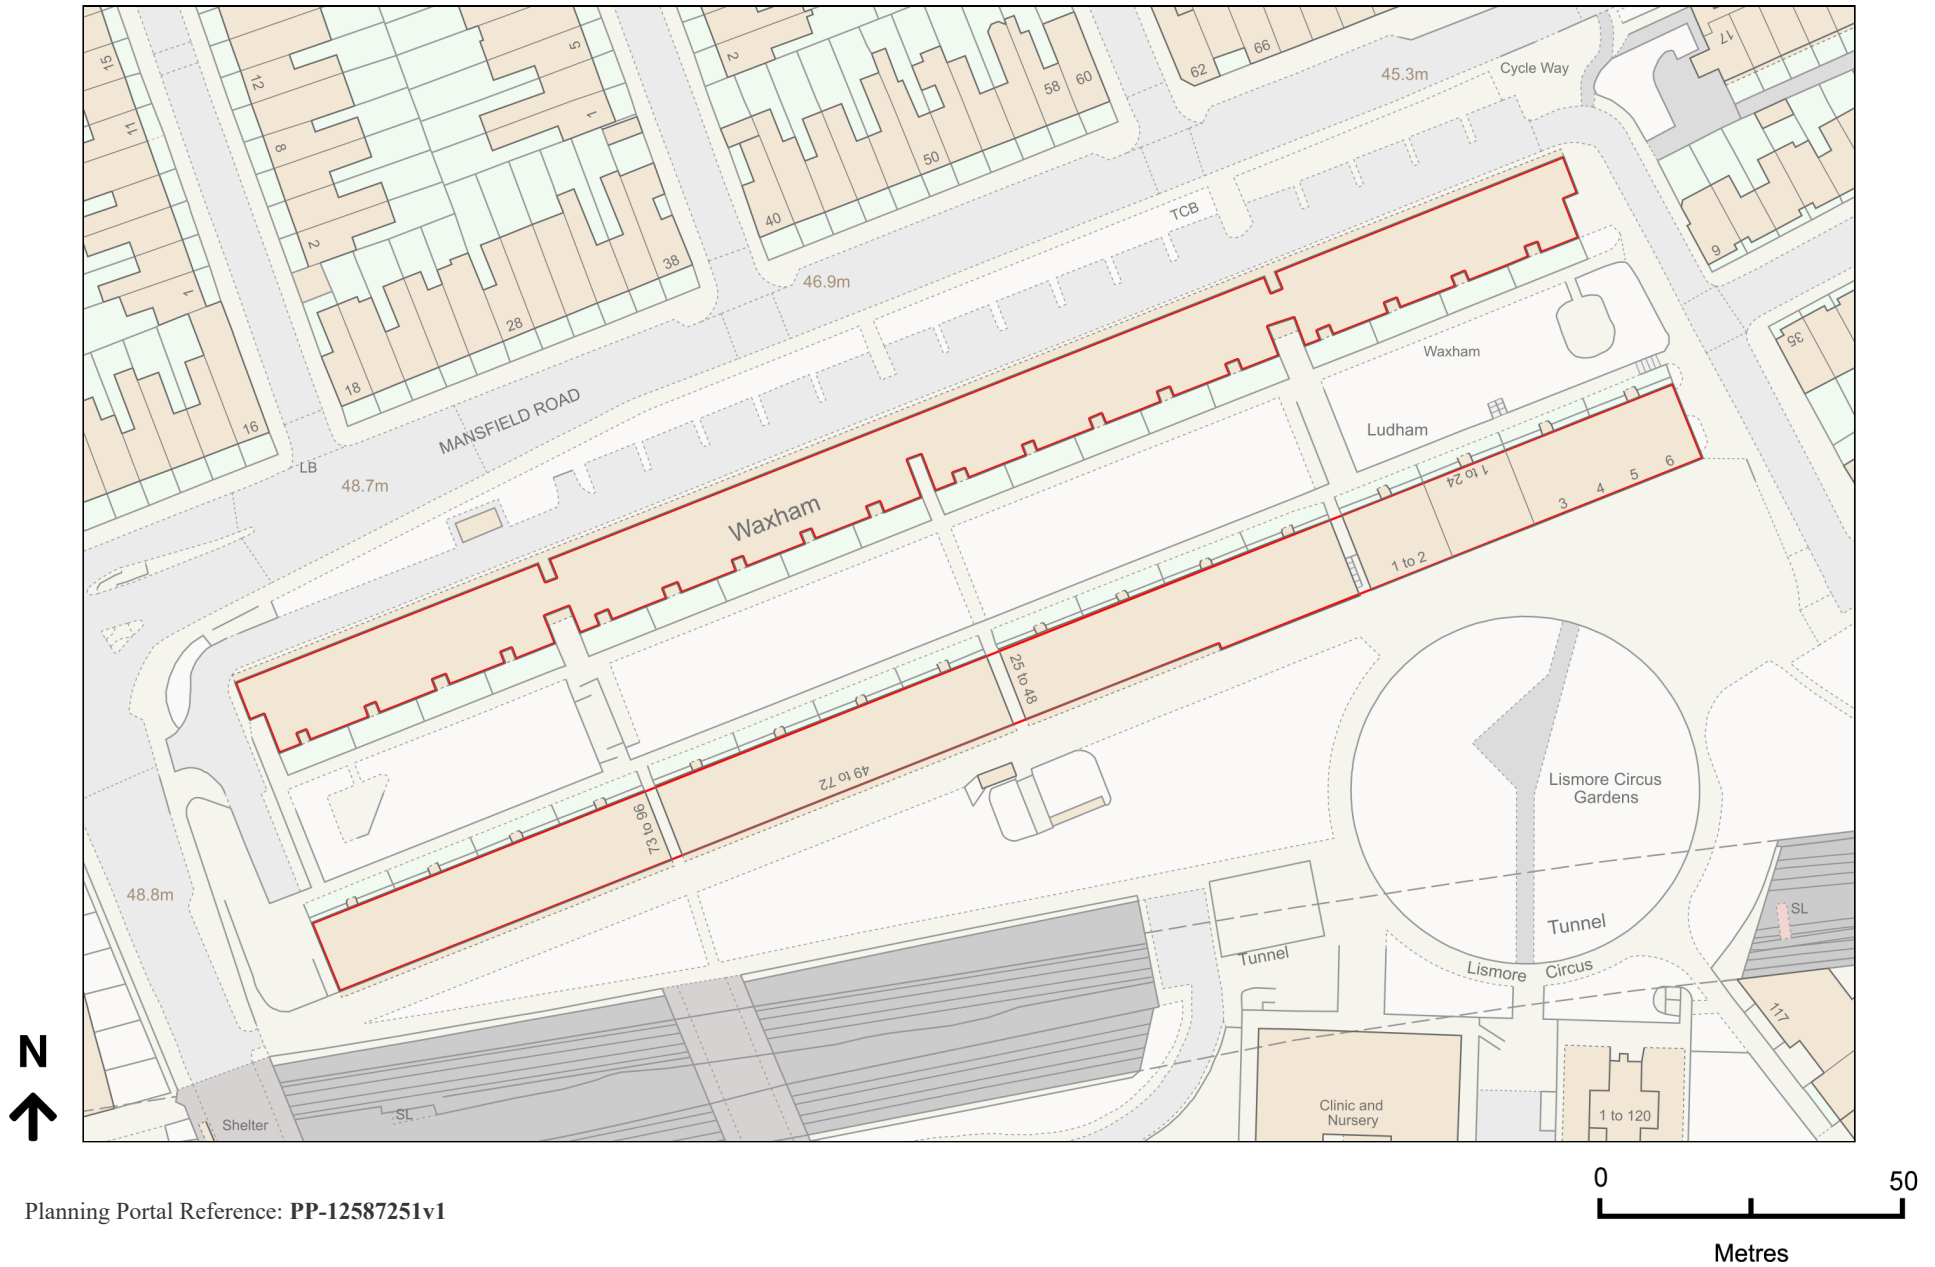 15
11
1
16
12
8
2
5
1
18
28
38
2
40
50
58
60
62
66
45.3m
Cycle Way
17
9
35
TCB
46.9m
MANSFIELD ROAD
LB
48.7m
Waxham
Waxham
Ludham
1 to 24
6
5
4
3
1 to 2
25 to 48
49 to 72
73 to 96
48.8m
Lismore Circus
Gardens
Tunnel
Tunnel
Lismore Circus
SL
117
SL
Shelter
Clinic and
Nursery
1 to 120
N
0
50
Metres
Planning Portal Reference: PP-12587251v1